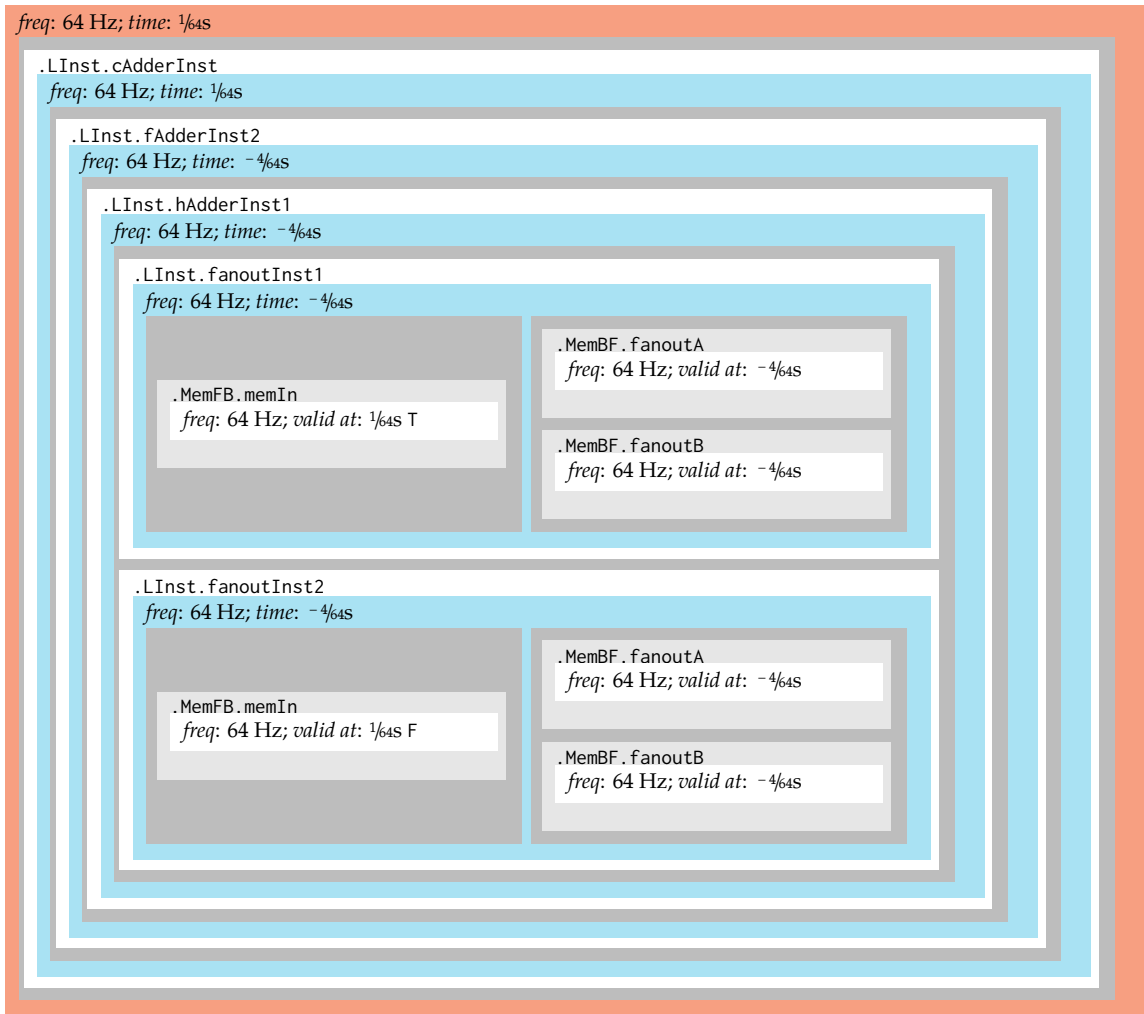 freq: 64 Hz; time: 1/64s
.LInst.cAdderInst
freq: 64 Hz; time: 1/64s
.LInst.fAdderInst2
freq: 64 Hz; time: −4/64s
.LInst.hAdderInst1
freq: 64 Hz; time: −4/64s
.LInst.fanoutInst1
freq: 64 Hz; time: −4/64s
.MemFB.memIn
freq: 64 Hz; valid at: 1/64s T
.MemBF.fanoutA
freq: 64 Hz; valid at: −4/64s
.MemBF.fanoutB
freq: 64 Hz; valid at: −4/64s
.LInst.fanoutInst2
freq: 64 Hz; time: −4/64s
.MemFB.memIn
freq: 64 Hz; valid at: 1/64s F
.MemBF.fanoutA
freq: 64 Hz; valid at: −4/64s
.MemBF.fanoutB
freq: 64 Hz; valid at: −4/64s